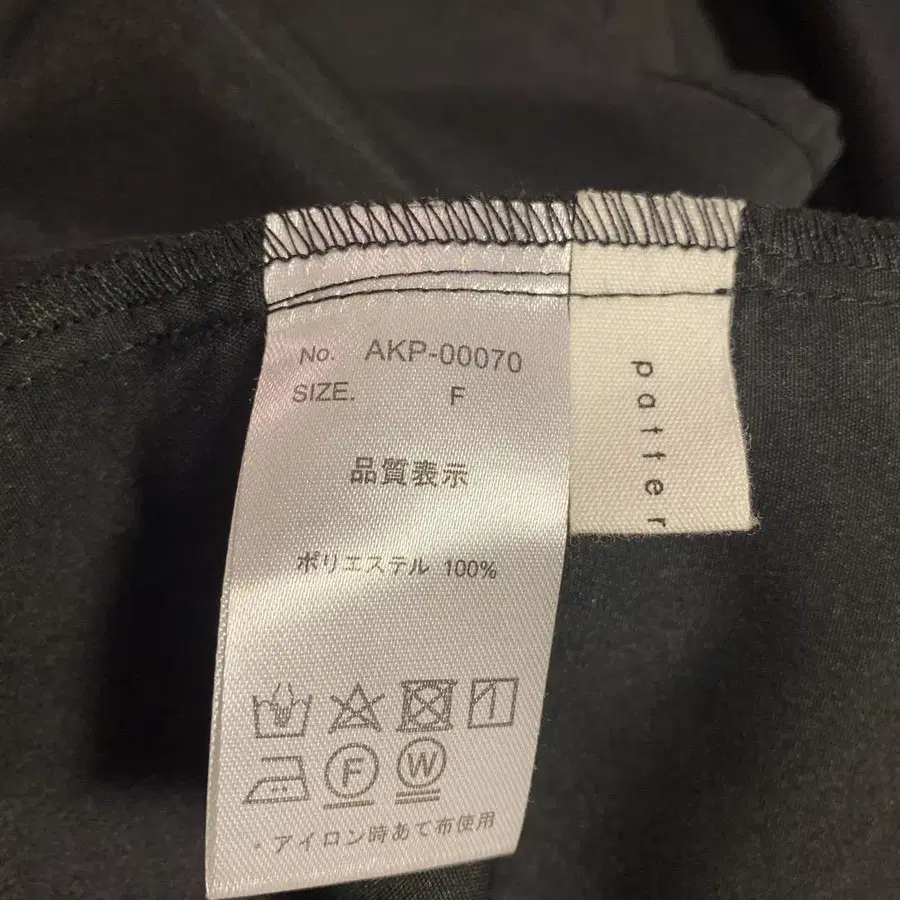 No. AKP-00070
SIZE. F
品質表示
ポリエステル 100%
F W
・アイロン時あて布使用
patter